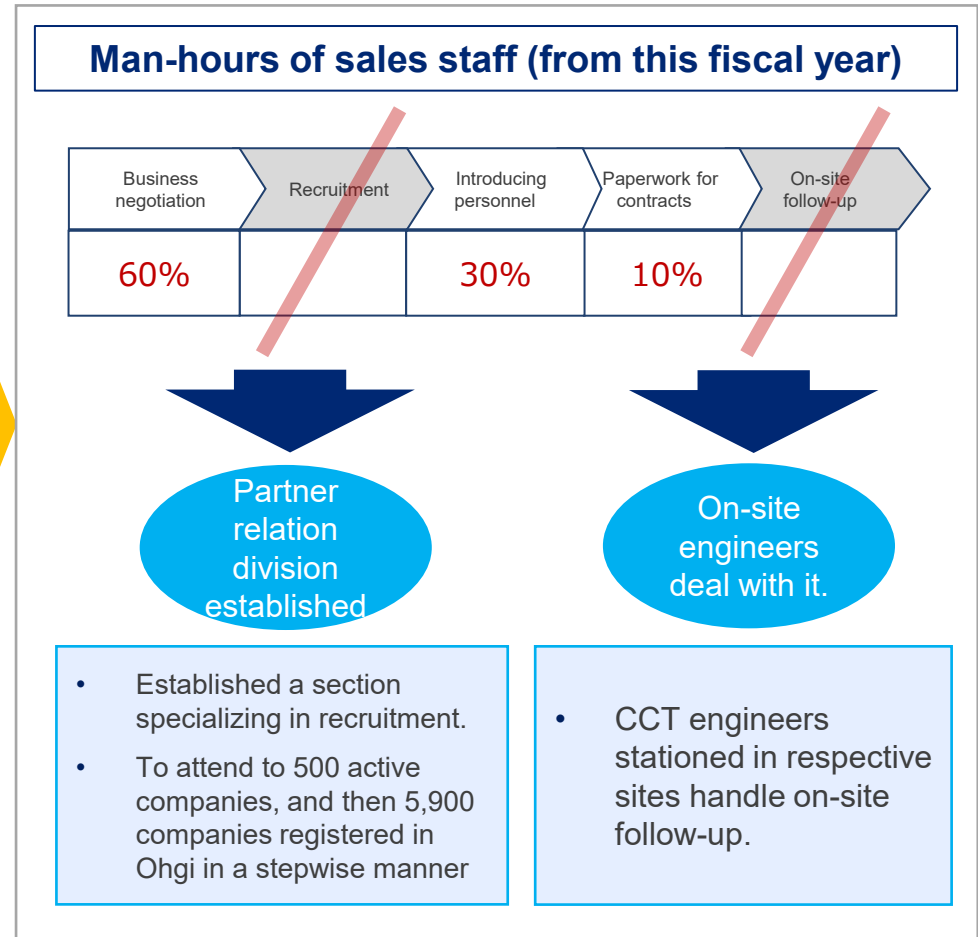 Man-hours of sales staff (from this fiscal year)
Business
negotiation
Recruitment
Introducing
personnel
Paperwork for
contracts
On-site
follow-up
60%
30%
10%
Partner
relation
division
established
On-site
engineers
deal with it.
• Established a section
specializing in recruitment.
• To attend to 500 active
companies, and then 5,900
companies registered in
Ohgi in a stepwise manner
• CCT engineers
stationed in respective
sites handle on-site
follow-up.